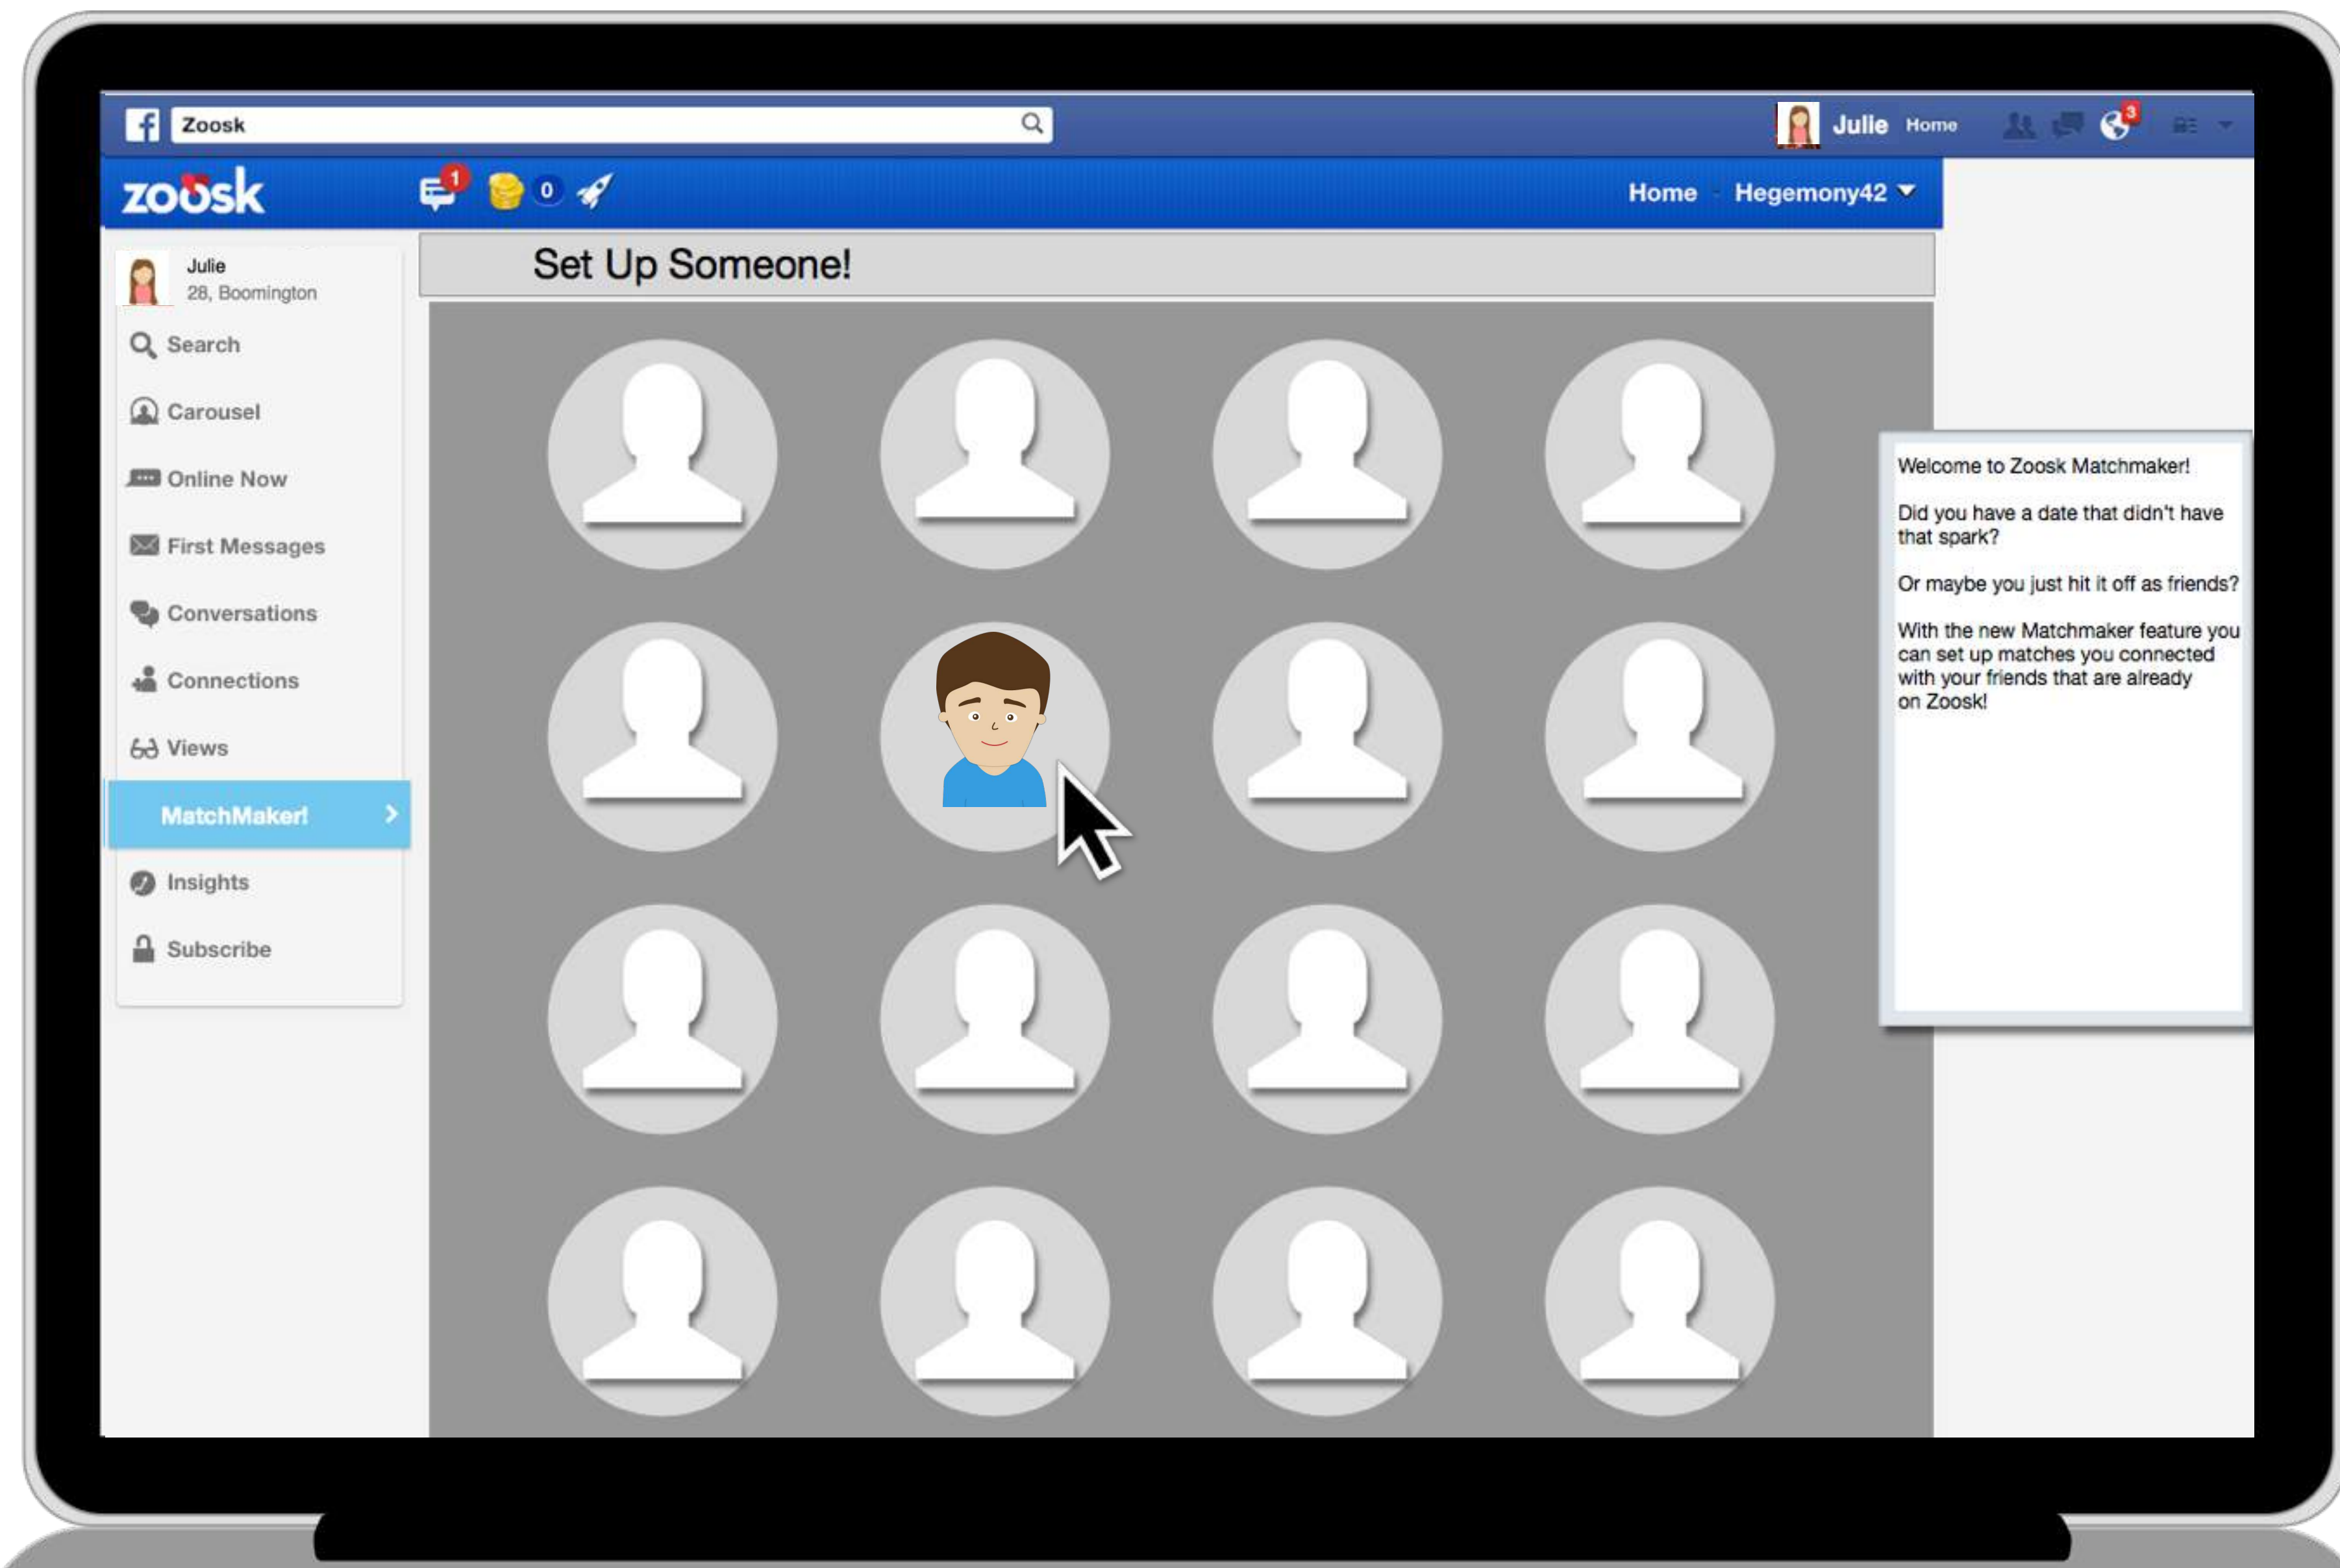 Zoosk
Julie Home 3
zoosk 1 0 Home - Hegemony42
Julie
28, Boomington
Search
Carousel
Online Now
First Messages
Conversations
Connections
Views
MatchMaker!
Insights
Subscribe
Set Up Someone!
Welcome to Zoosk Matchmaker!
Did you have a date that didn't have
that spark?
Or maybe you just hit it off as friends?
With the new Matchmaker feature you
can set up matches you connected
with your friends that are already
on Zoosk!